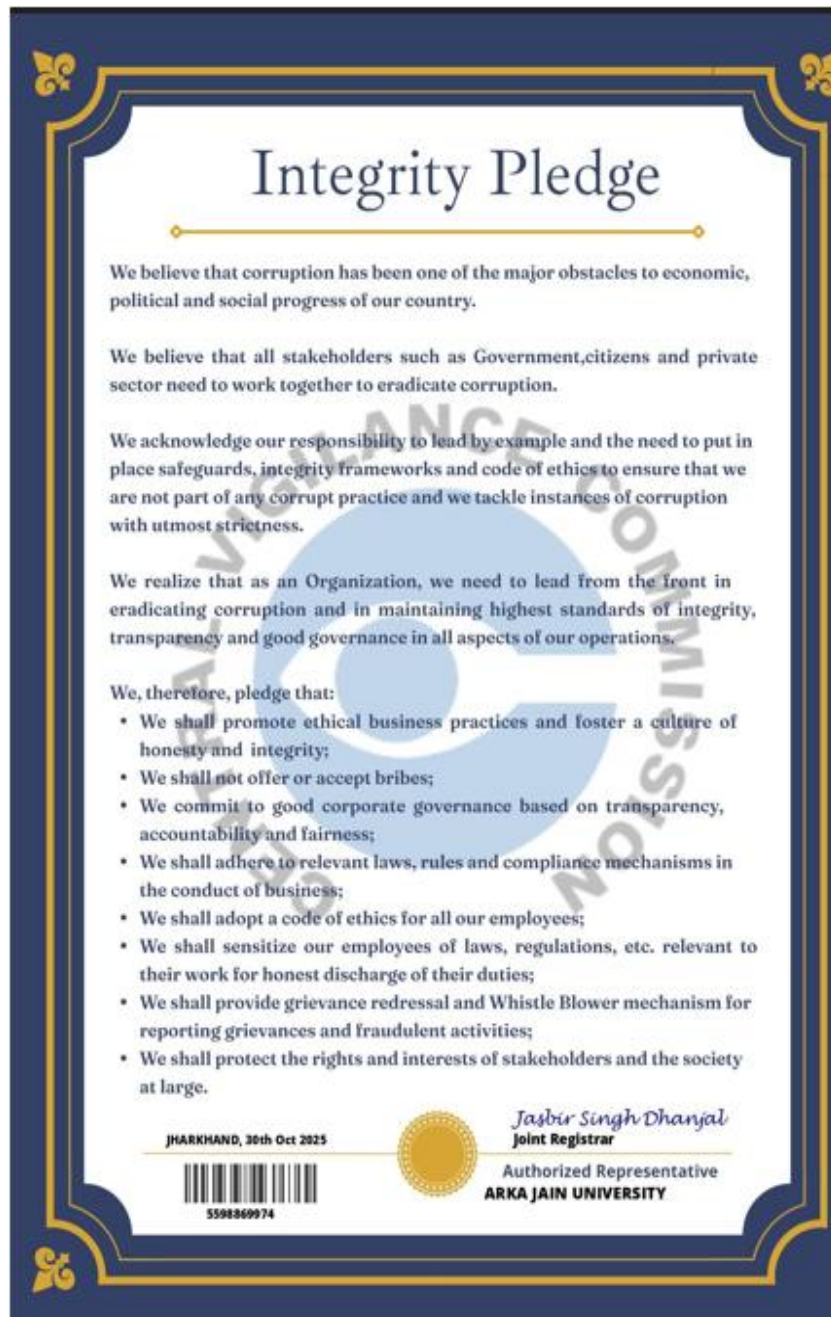 Integrity Pledge
We believe that corruption has been one of the major obstacles to economic,
political and social progress of our country.
We believe that all stakeholders such as Government,citizens and private
sector need to work together to eradicate corruption.
We acknowledge our responsibility to lead by example and the need to put in
place safeguards, integrity frameworks and code of ethics to ensure that we
are not part of any corrupt practice and we tackle instances of corruption
with utmost strictness.
We realize that as an Organization, we need to lead from the front in
eradicating corruption and in maintaining highest standards of integrity,
transparency and good governance in all aspects of our operations.
We, therefore, pledge that:
• We shall promote ethical business practices and foster a culture of
honesty and integrity;
• We shall not offer or accept bribes;
• We commit to good corporate governance based on transparency,
accountability and fairness;
• We shall adhere to relevant laws, rules and compliance mechanisms in
the conduct of business;
• We shall adopt a code of ethics for all our employees;
• We shall sensitize our employees of laws, regulations, etc. relevant to
their work for honest discharge of their duties;
• We shall provide grievance redressal and Whistle Blower mechanism for
reporting grievances and fraudulent activities;
• We shall protect the rights and interests of stakeholders and the society
at large.
CENTRAL VIGILANCE COMMISSION
JHARKHAND, 30th Oct 2025
5598869974
Jasbir Singh Dhanjal
Joint Registrar
Authorized Representative
ARKA JAIN UNIVERSITY